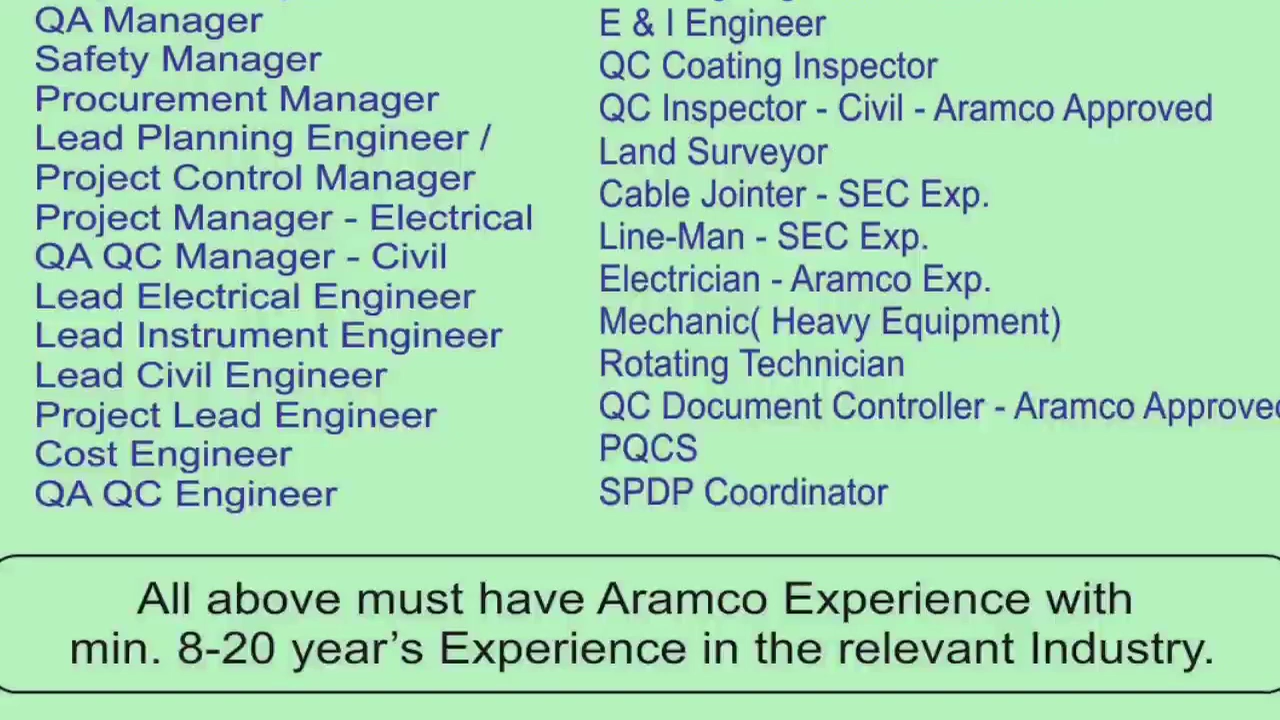 QA Manager
Safety Manager
Procurement Manager
Lead Planning Engineer /
Project Control Manager
Project Manager - Electrical
QA QC Manager - Civil
Lead Electrical Engineer
Lead Instrument Engineer
Lead Civil Engineer
Project Lead Engineer
Cost Engineer
QA QC Engineer
E & I Engineer
QC Coating Inspector
QC Inspector - Civil - Aramco Approved
Land Surveyor
Cable Jointer - SEC Exp.
Line-Man - SEC Exp.
Electrician - Aramco Exp.
Mechanic( Heavy Equipment)
Rotating Technician
QC Document Controller - Aramco Approved
PQCS
SPDP Coordinator
All above must have Aramco Experience with
min. 8-20 year’s Experience in the relevant Industry.